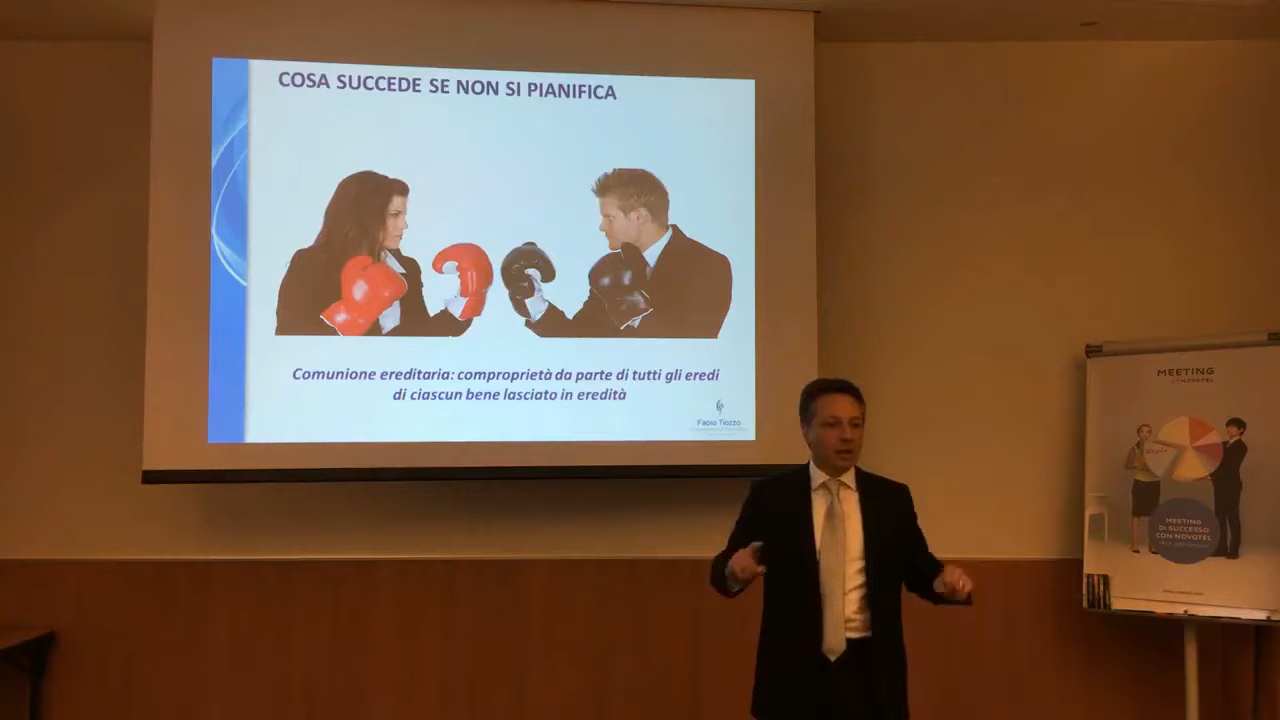 COSA SUCCEDE SE NON SI PIANIFICA
Comunione ereditaria: comproprietà da parte di tutti gli eredi
di ciascun bene lasciato in eredità
Fabio Tiozzo
MEETING
NOVOTEL
MEETING
DI SUCCESSO
CON NOVOTEL